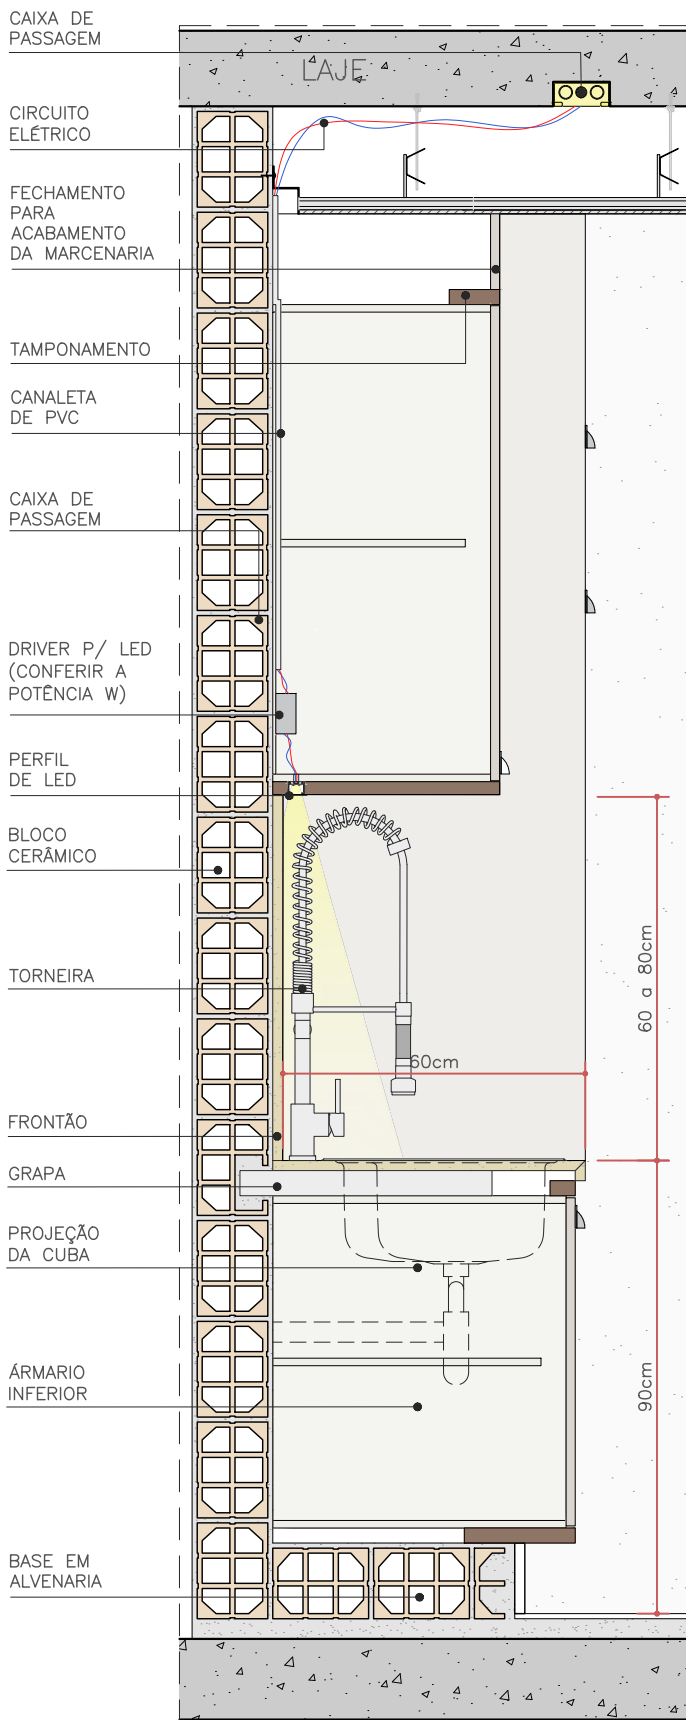 CAIXA DE
PASSAGEM
LAJE
CIRCUITO
ELÉTRICO
FECHAMENTO
PARA
ACABAMENTO
DA MARCENARIA
TAMPONAMENTO
CANALETA
DE PVC
CAIXA DE
PASSAGEM
DRIVER P/ LED
(CONFERIR A
POTÊNCIA W)
PERFIL
DE LED
BLOCO
CERÂMICO
TORNEIRA
60 a 80cm
60cm
FRONTÃO
GRAPA
PROJEÇÃO
DA CUBA
ÁRMARIO
INFERIOR
90cm
BASE EM
ALVENARIA